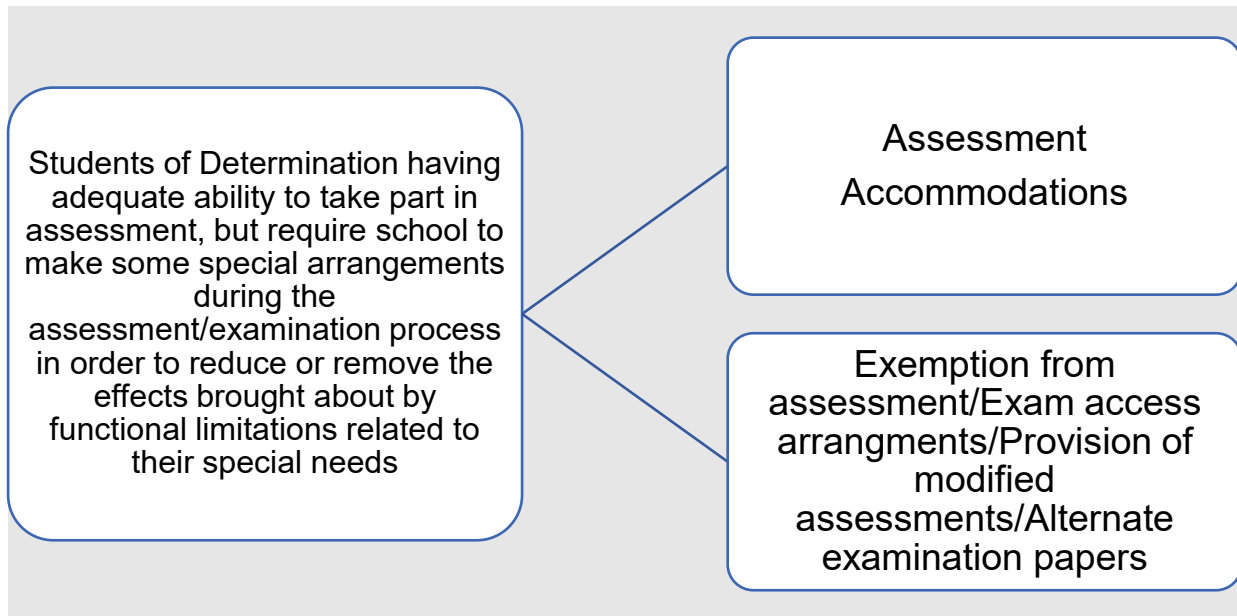 Students of Determination having
adequate ability to take part in
assessment, but require school to
make some special arrangements
during the
assessment/examination process
in order to reduce or remove the
effects brought about by
functional limitations related to
their special needs
Assessment
Accommodations
Exemption from
assessment/Exam access
arrangments/Provision of
modified
assessments/Alternate
examination papers